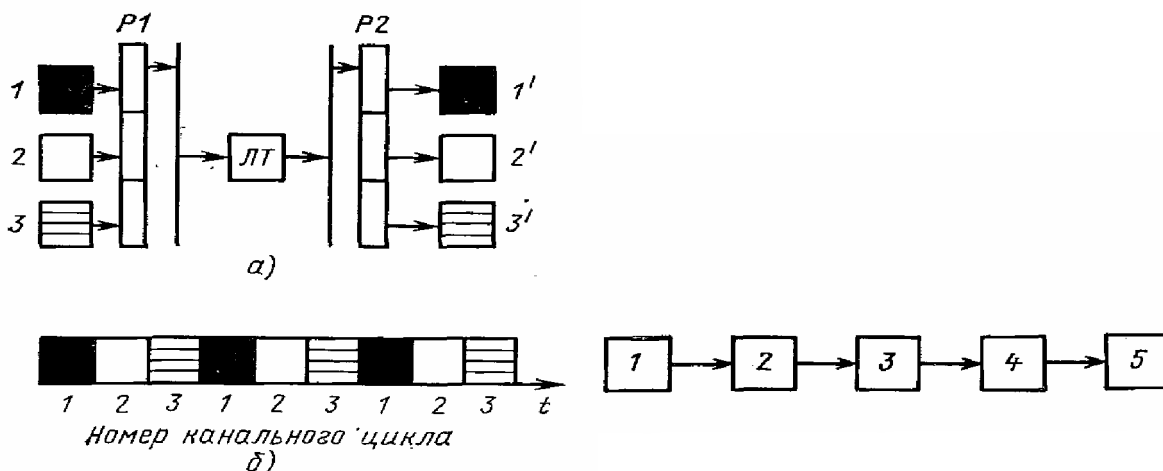 P1 P2
1 1'
2 ЛТ 2'
3 3'
а)
1 2 3 1 2 3 1 2 3 t
Номер канального цикла
б)
1 2 3 4 5